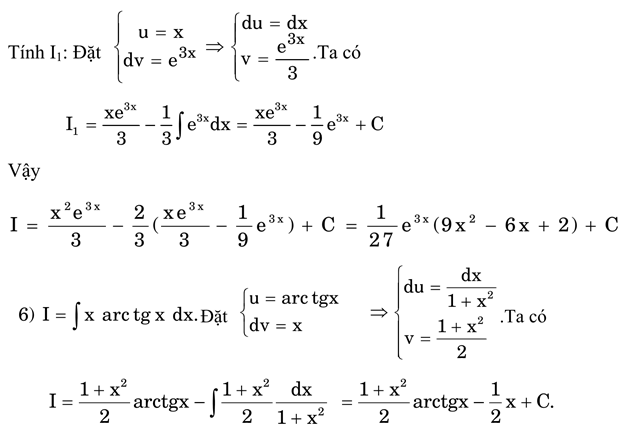 Tính I₁: Đặt { u = x ; dv = e^{3x} ⇒ { du = dx ; v = e^{3x}/3 .Ta có
I₁ = xe^{3x}/3 − 1/3 ∫ e^{3x}dx = xe^{3x}/3 − 1/9 e^{3x} + C
Vậy
I = x²e^{3x}/3 − 2/3(xe^{3x}/3 − 1/9 e^{3x}) + C = 1/27 e^{3x}(9x² − 6x + 2) + C
6) I = ∫ x arc tg x dx. Đặt { u = arc tgx ; dv = x ⇒ { du = dx/(1 + x²) ; v = (1 + x²)/2 .Ta có
I = (1 + x²)/2 arctgx − ∫ (1 + x²)/2 dx/(1 + x²) = (1 + x²)/2 arctgx − 1/2 x + C.